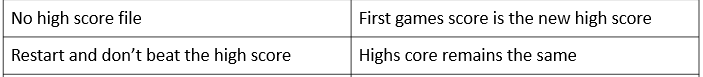 No high score file First games score is the new high score
Restart and don't beat the high score Highs core remains the same